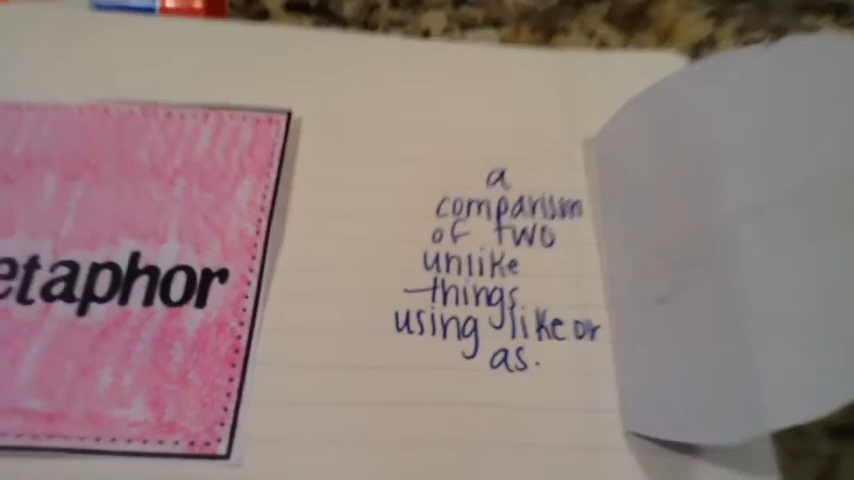 etaphor
a
comparison
of two
unlike
things
using like or
as.